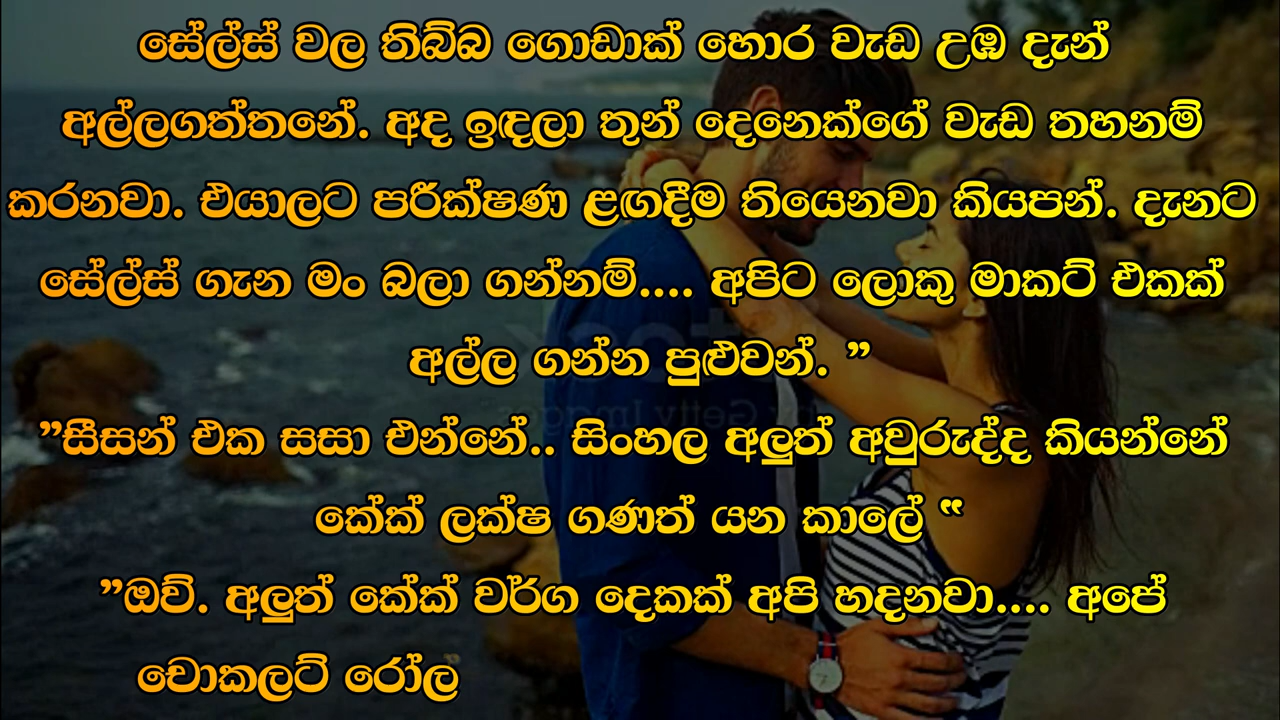 සේල්ස් වල තිබ්බ ගොඩාක් හොර වැඩ උඹ දැන්
අල්ලගත්තනේ. අද ඉඳලා තුන් දෙනෙක්ගේ වැඩ තහනම්
කරනවා. එයාලට පරීක්ෂණ ළඟදීම තියෙනවා කියපන්. දැනට
සේල්ස් ගැන මං බලා ගන්නම්.... අපිට ලොකු මාකට් එකක්
අල්ල ගන්න පුළුවන්. ”
”සීසන් එක සසා එන්නේ.. සිංහල අලුත් අවුරුද්ද කියන්නේ
කේක් ලක්ෂ ගණත් යන කාලේ “
”ඔව්. අලුත් කේක් වර්ග දෙකක් අපි හදනවා.... අපේ
චොකලට් රෝල